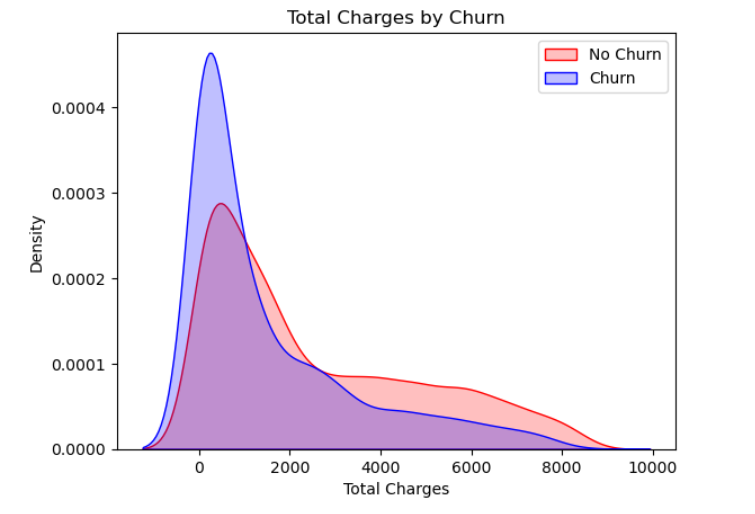 Total Charges by Churn
No Churn
Churn
0.0004
0.0003
0.0002
0.0001
0.0000
Density
0 2000 4000 6000 8000 10000
Total Charges